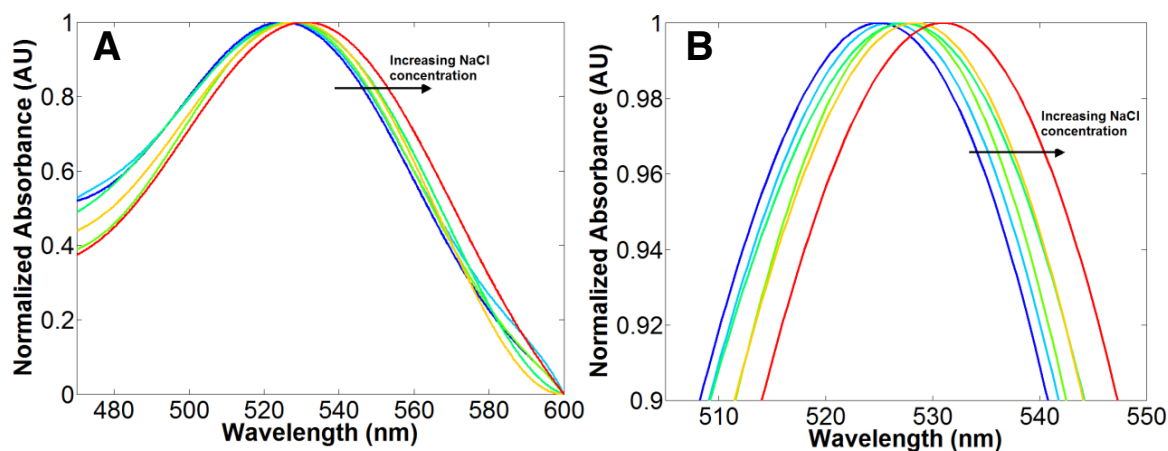 A
Normalized Absorbance (AU)
1
0.8
0.6
0.4
0.2
0
Increasing NaCl
concentration
480 500 520 540 560 580 600
Wavelength (nm)
B
Normalized Absorbance (AU)
1
0.98
0.96
0.94
0.92
0.9
Increasing NaCl
concentration
510 520 530 540 550
Wavelength (nm)